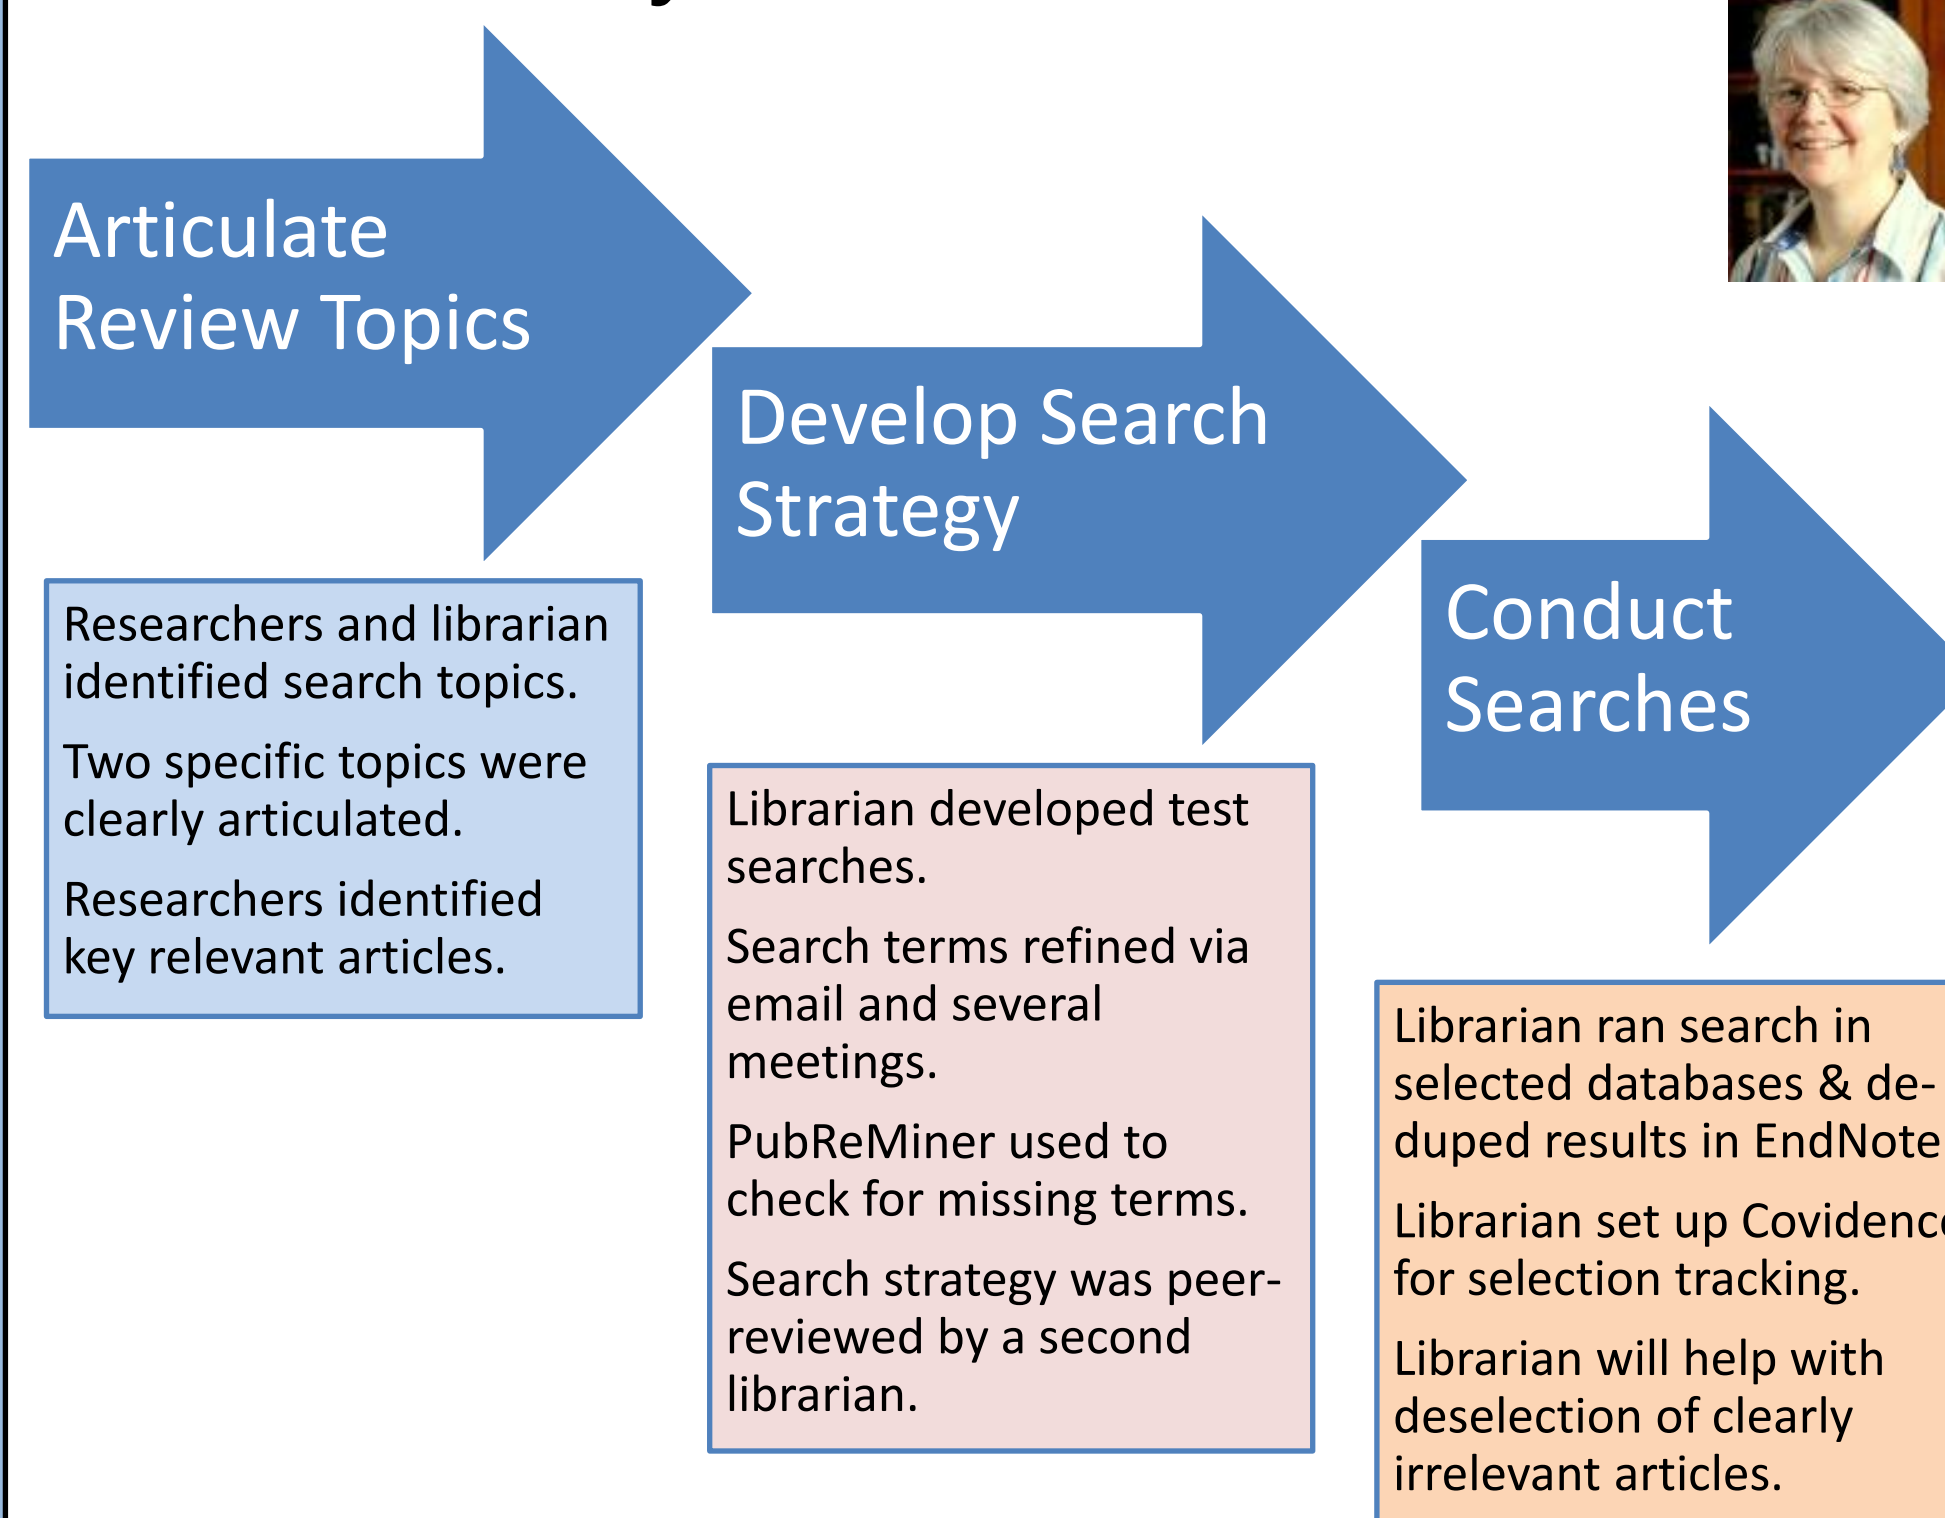 Articulate
Review Topics
Researchers and librarian
identified search topics.
Two specific topics were
clearly articulated.
Researchers identified
key relevant articles.
Develop Search
Strategy
Librarian developed test
searches.
Search terms refined via
email and several
meetings.
PubReMiner used to
check for missing terms.
Search strategy was peer-
reviewed by a second
librarian.
Conduct
Searches
Librarian ran search in
selected databases & de-
duped results in EndNote
Librarian set up Covidence
for selection tracking.
Librarian will help with
deselection of clearly
irrelevant articles.